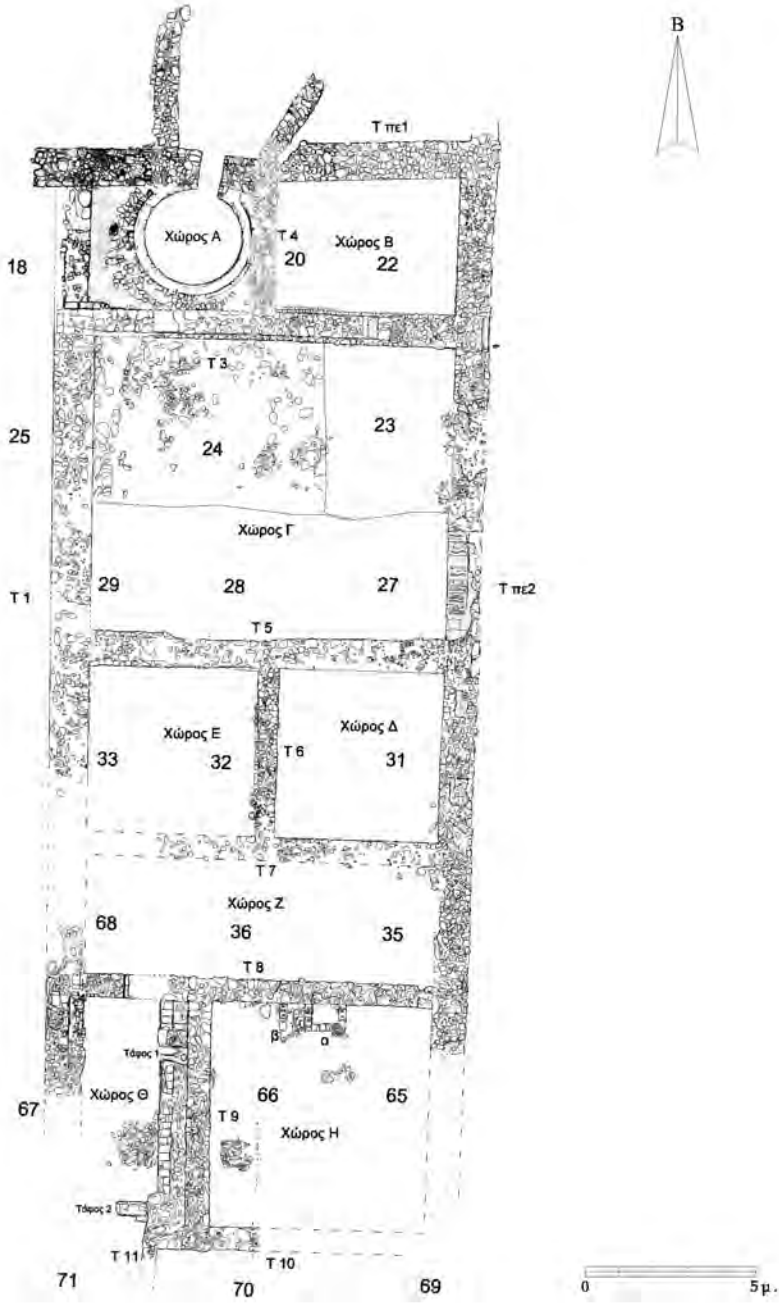 Β
Τ πε1
Χώρος Α
Τ 4
Χώρος Β
18
20
22
Τ 3
23
25
24
Χώρος Γ
29
28
27
Τ πε2
Τ 1
Τ 5
Χώρος Ε
Χώρος Δ
33
32
Τ 6
31
Τ 7
Χώρος Ζ
68
36
35
Τ 8
β
α
Τάφος 1
Χώρος Θ
66
65
67
Τ 9
Χώρος Η
Τάφος 2
Τ 11
Τ 10
71
70
69
0
5 μ.